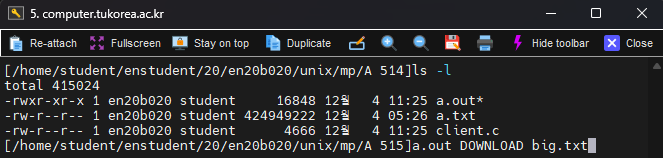 5. computer.tukorea.ac.kr
Re-attach Fullscreen Stay on top Duplicate Hide toolbar Close
[/home/student/enstudent/20/en20b020/unix/mp/A 514]ls -l
total 415024
-rwxr-xr-x 1 en20b020 student 16848 12월 4 11:25 a.out*
-rw-r--r-- 1 en20b020 student 424949222 12월 4 05:26 a.txt
-rw-r--r-- 1 en20b020 student 4666 12월 4 11:25 client.c
[/home/student/enstudent/20/en20b020/unix/mp/A 515]a.out DOWNLOAD big.txt